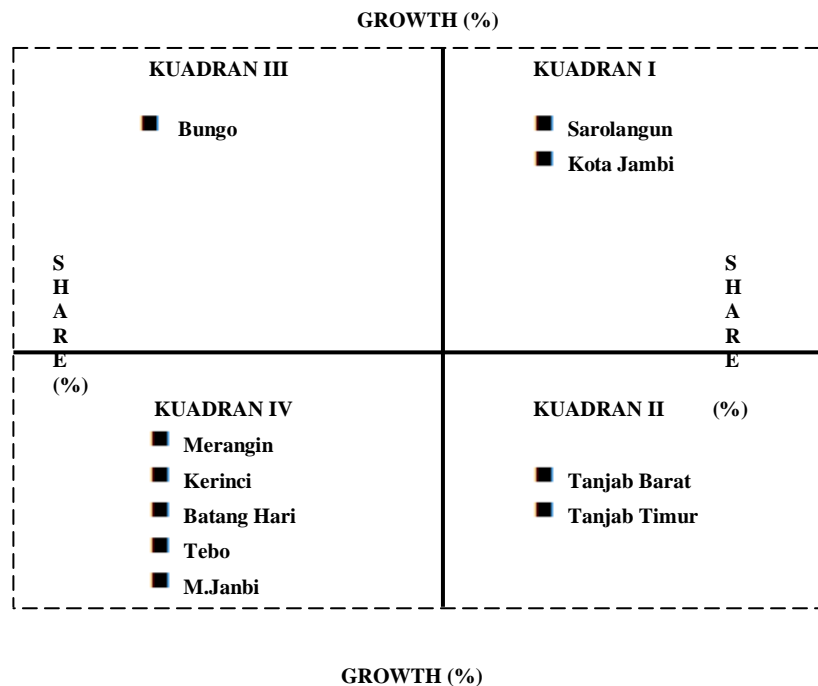 GROWTH (%)
KUADRAN III
KUADRAN I
Bungo
Sarolangun
Kota Jambi
S
H
A
R
E
(%)
S
H
A
R
E
(%)
KUADRAN IV
KUADRAN II
Merangin
Kerinci
Batang Hari
Tebo
M.Janbi
Tanjab Barat
Tanjab Timur
GROWTH (%)